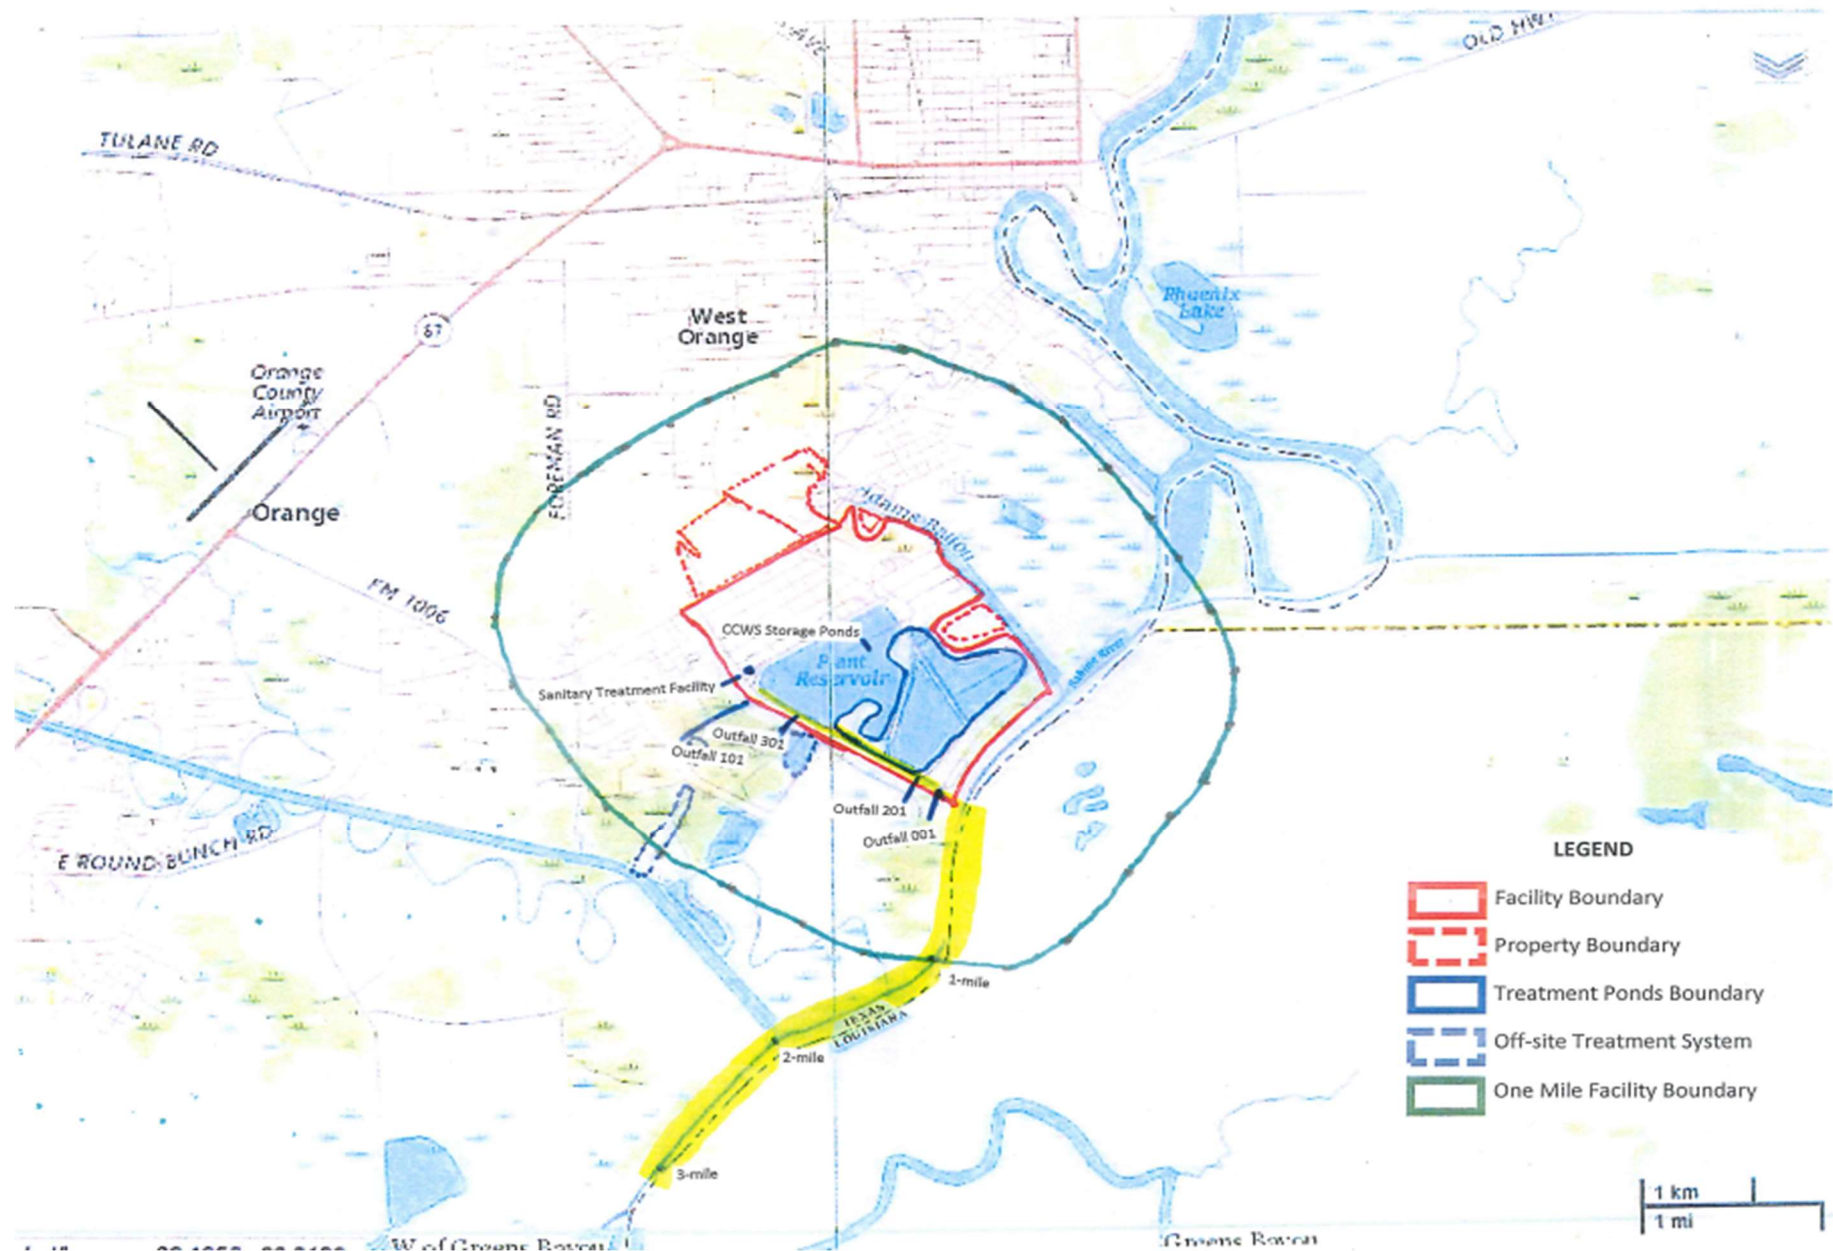 AVE
OLD HWY
TULANE RD
Phoenix
Lake
West
Orange
87
Orange
County
Airport
FOREMAN RD
Orange
Adams Bayou
FM 1006
CCWS Storage Ponds
Plant
Reservoir
Sabine River
Sanitary Treatment Facility
Outfall 301
Outfall 101
Outfall 201
Outfall 001
E ROUND BUNCH RD
LEGEND
Facility Boundary
Property Boundary
Treatment Ponds Boundary
Off-site Treatment System
One Mile Facility Boundary
1-mile
TEXAS
LOUISIANA
2-mile
3-mile
1 km
1 mi
W of Greens Bayou
Greens Bayou